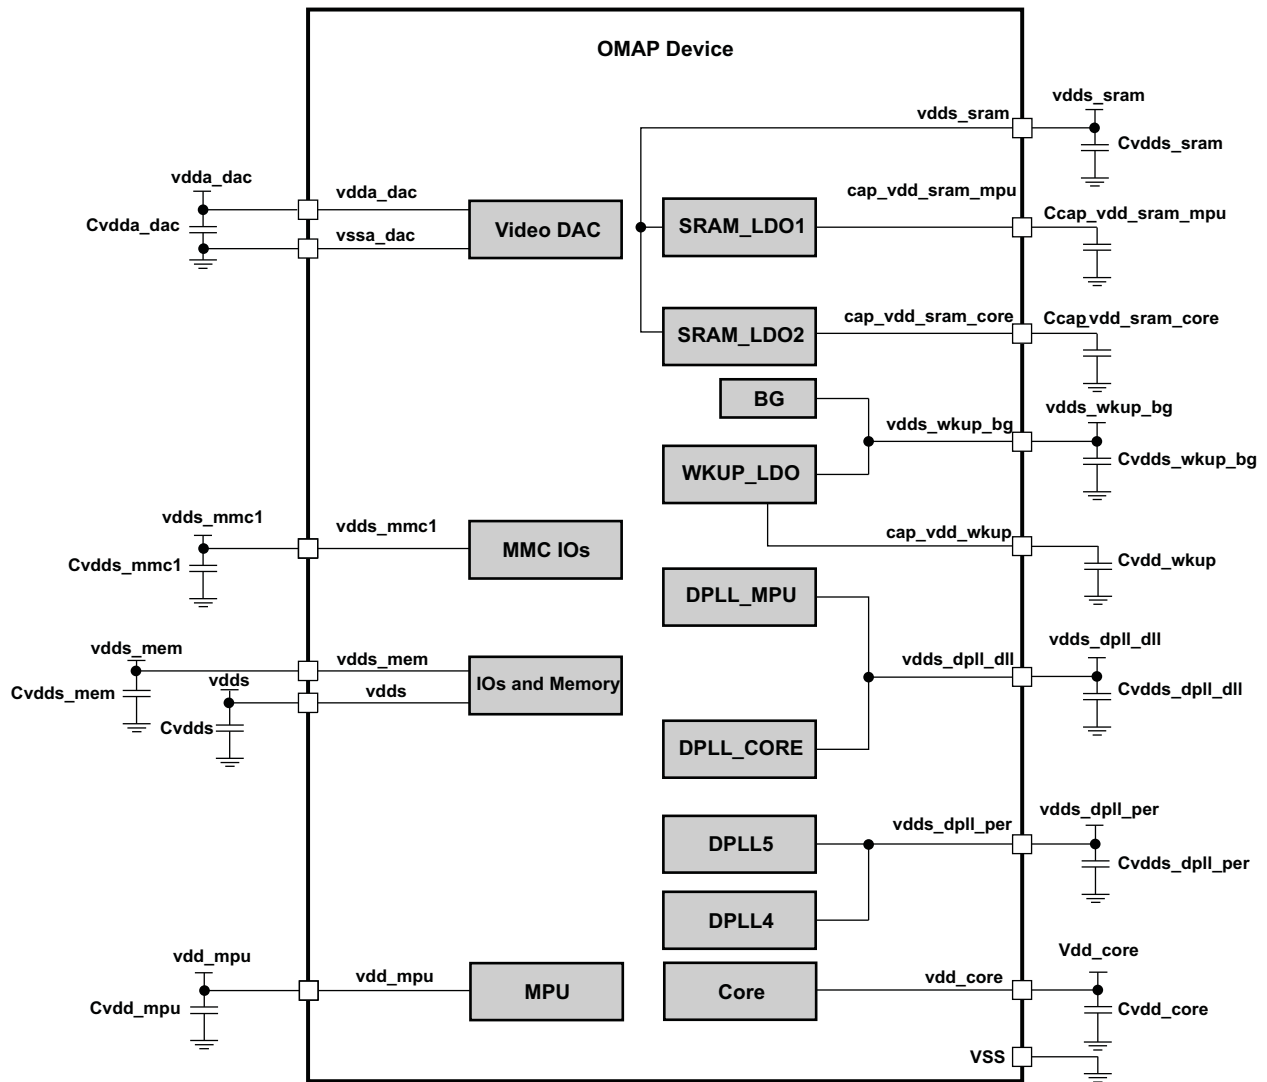 OMAP Device
vdds_sram
vdds_sram
Cvdds_sram
vdda_dac
vdda_dac
Cvdda_dac
vssa_dac
Video DAC
cap_vdd_sram_mpu
SRAM_LDO1
Ccap_vdd_sram_mpu
SRAM_LDO2
cap_vdd_sram_core
Ccap_vdd_sram_core
BG
vdds_wkup_bg
vdds_wkup_bg
WKUP_LDO
Cvdds_wkup_bg
vdds_mmc1
vdds_mmc1
Cvdds_mmc1
MMC IOs
cap_vdd_wkup
Cvdd_wkup
DPLL_MPU
vdds_mem
vdds_mem
Cvdds_mem
vdds
vdds
Cvdds
IOs and Memory
vdds_dpll_dll
vdds_dpll_dll
Cvdds_dpll_dll
DPLL_CORE
DPLL5
vdds_dpll_per
vdds_dpll_per
Cvdds_dpll_per
DPLL4
vdd_mpu
vdd_mpu
Cvdd_mpu
MPU
Core
vdd_core
Vdd_core
Cvdd_core
VSS